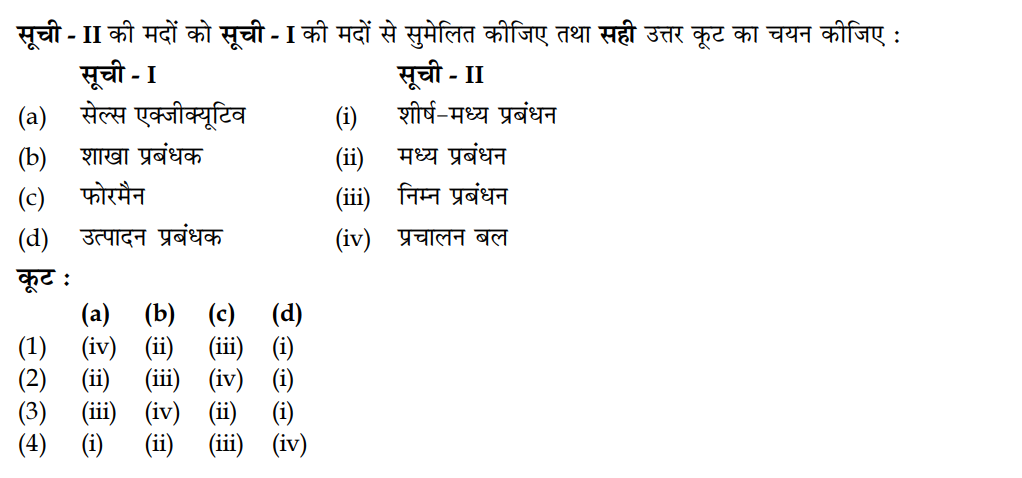 सूची - II की मदों को सूची - I की मदों से सुमेलित कीजिए तथा सही उत्तर कूट का चयन कीजिए :
सूची - I सूची - II
(a) सेल्स एक्जीक्यूटिव (i) शीर्ष-मध्य प्रबंधन
(b) शाखा प्रबंधक (ii) मध्य प्रबंधन
(c) फोरमैन (iii) निम्न प्रबंधन
(d) उत्पादन प्रबंधक (iv) प्रचालन बल
कूट :
(a) (b) (c) (d)
(1) (iv) (ii) (iii) (i)
(2) (ii) (iii) (iv) (i)
(3) (iii) (iv) (ii) (i)
(4) (i) (ii) (iii) (iv)